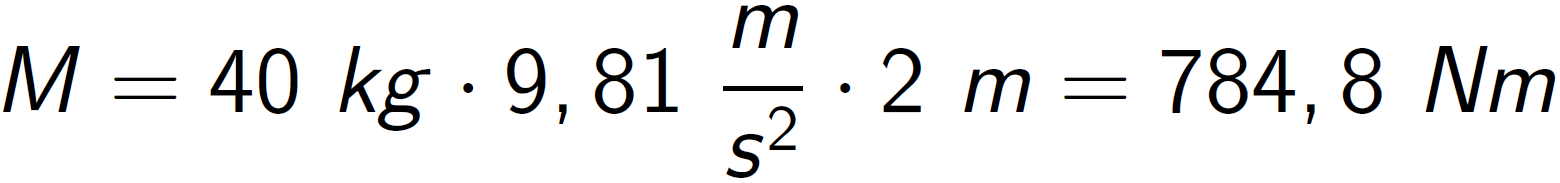 M = 40 kg · 9,81 m/s² · 2 m = 784,8 Nm